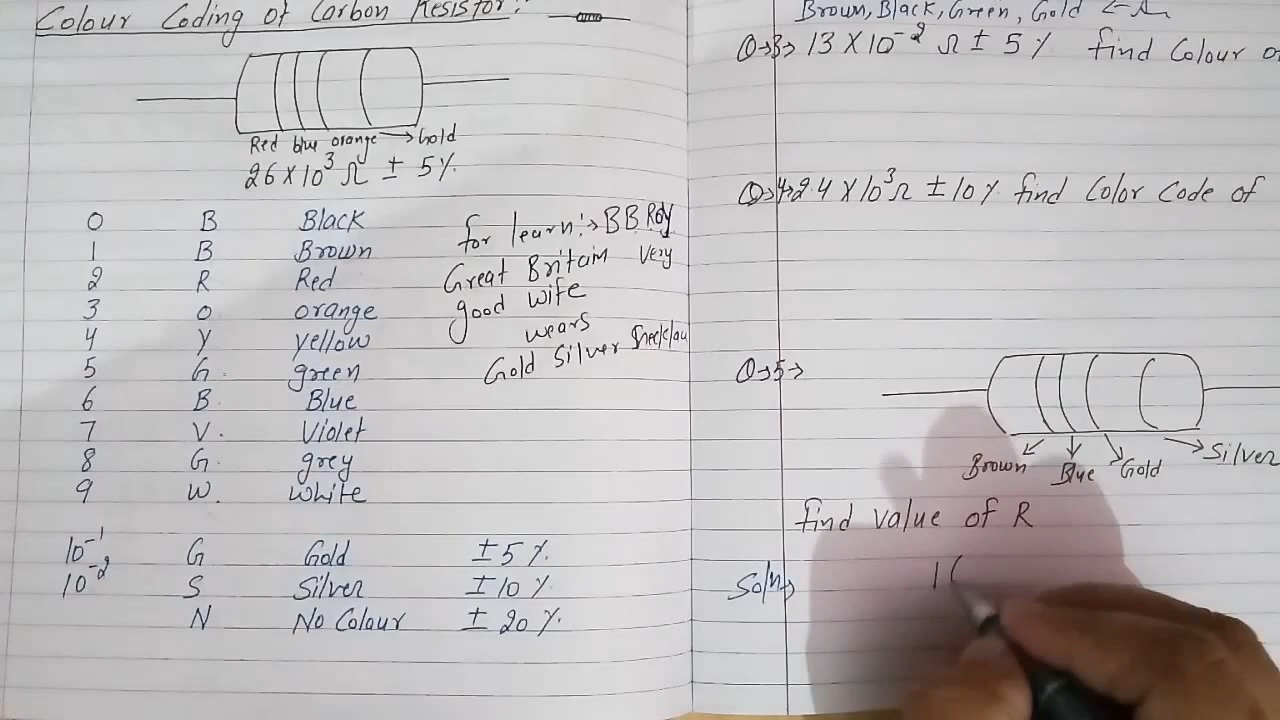 Colour Coding of Carbon Resistor:
Red blue orange → Gold
26 × 10³ Ω ± 5 %.
0 B Black
1 B Brown
2 R Red
3 O orange
4 y yellow
5 G. green
6 B. Blue
7 V. Violet
8 G. grey
9 W. White
10⁻¹ G Gold ± 5 %.
10⁻² S Silver ± 10 %.
N No Colour ± 20 %.
for learn:→ BB Roy
Great Britain very
good wife
wears
Gold Silver
Brown, Black, Green, Gold ←
Q→3→ 13 × 10⁻² Ω ± 5 % find Colour
Q→4→ 2.4 × 10³ Ω ± 10 %. find Color Code of
Q→5→
Brown Blue Gold Silver
find value of R
Soln→ 1